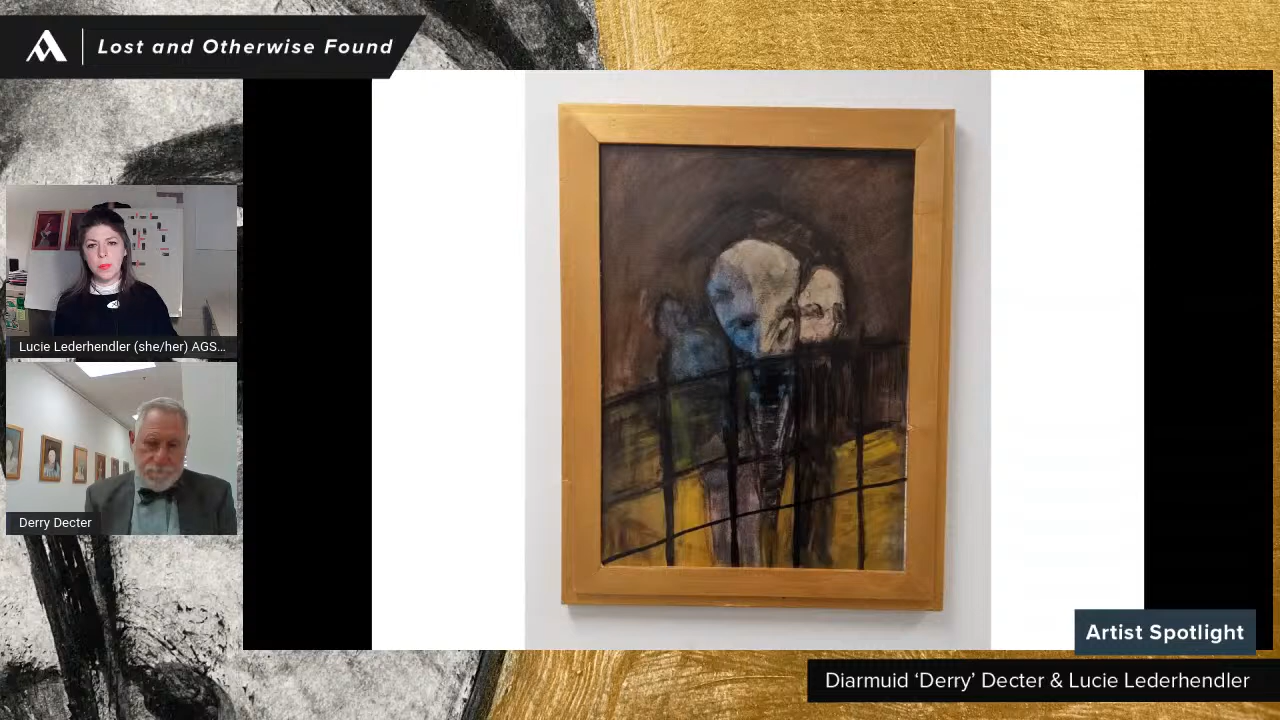 Lost and Otherwise Found
Lucie Lederhendler (she/her) AGS...
Derry Decter
Artist Spotlight
Diarmuid ‘Derry’ Decter & Lucie Lederhendler